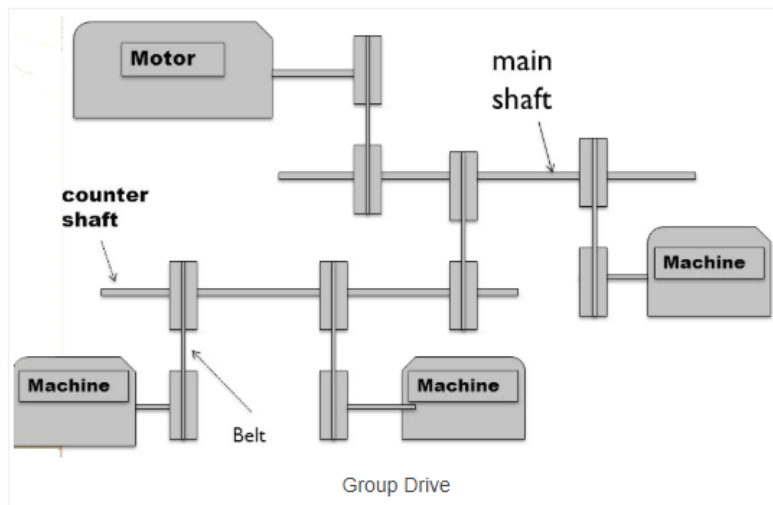 Motor
main
shaft
counter
shaft
Machine
Machine
Machine
Belt
Group Drive